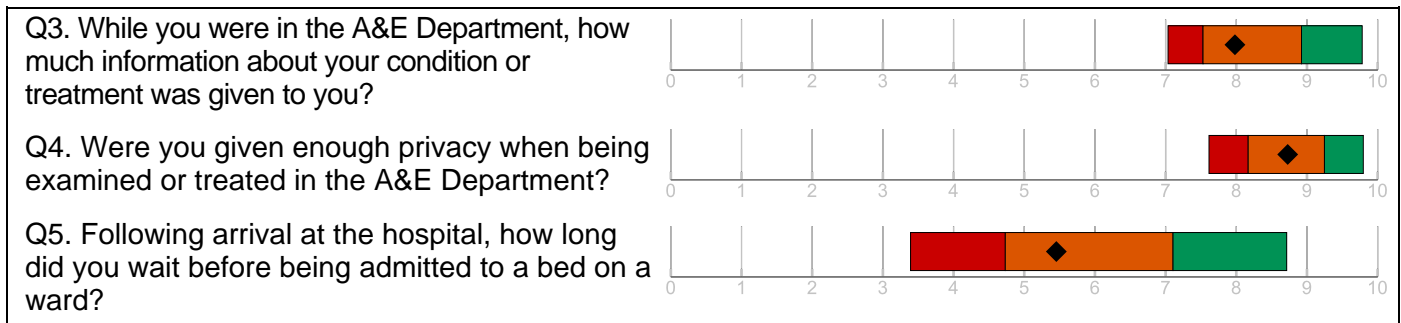 Q3. While you were in the A&E Department, how
much information about your condition or
treatment was given to you?
0 1 2 3 4 5 6 7 8 9 10
Q4. Were you given enough privacy when being
examined or treated in the A&E Department?
0 1 2 3 4 5 6 7 8 9 10
Q5. Following arrival at the hospital, how long
did you wait before being admitted to a bed on a
ward?
0 1 2 3 4 5 6 7 8 9 10